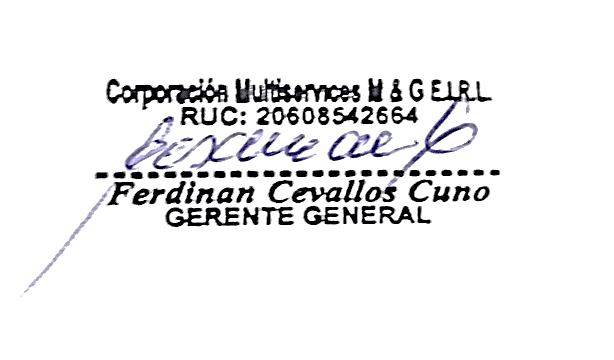 Corporación Multiservices M & G E.I.R.L
RUC: 20608542664
Ferdinan Cevallos Cuno
GERENTE GENERAL